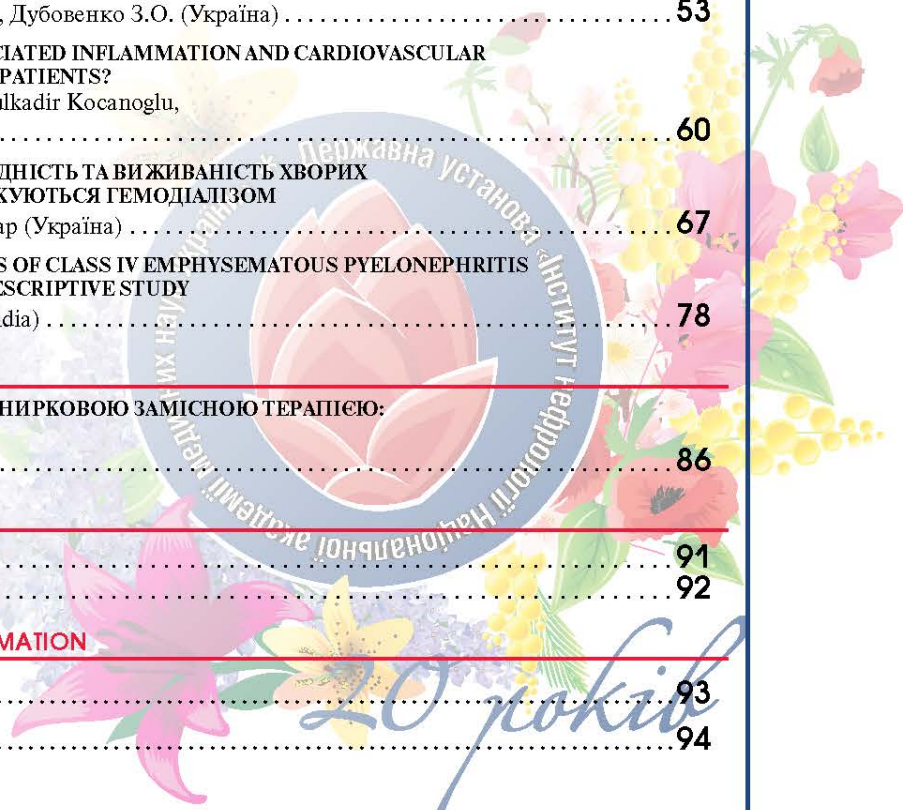 , Дубовенко З.О. (Україна) . . . . . . . . . . . . . . . . . . . . . . . . . . . . . . . . . . . . . . . . . . 53
CIATED INFLAMMATION AND CARDIOVASCULAR
PATIENTS?
ulkadir Kocanoglu,
. . . . . . . . . . . . . . . . . . . . . . . . . . . . . . . . . . . . . . . . . . . . . . . . . . . . . . . . 60
ДНІСТЬ ТА ВИЖИВАНІСТЬ ХВОРИХ
КУЮТЬСЯ ГЕМОДІАЛІЗОМ
ар (Україна) . . . . . . . . . . . . . . . . . . . . . . . . . . . . . . . . . . . . . . . . . . . . . . . . . . 67
S OF CLASS IV EMPHYSEMATOUS PYELONEPHRITIS
ESCRIPTIVE STUDY
dia) . . . . . . . . . . . . . . . . . . . . . . . . . . . . . . . . . . . . . . . . . . . . . . . . . . . . . . . 78
НИРКОВОЮ ЗАМІСНОЮ ТЕРАПІЄЮ:
. . . . . . . . . . . . . . . . . . . . . . . . . . . . . . . . . . . . . . . . . . . . . . . . . . . . . . . . 86
. . . . . . . . . . . . . . . . . . . . . . . . . . . . . . . . . . . . . . . . . . . . . . . . . . . . . . . . 91
. . . . . . . . . . . . . . . . . . . . . . . . . . . . . . . . . . . . . . . . . . . . . . . . . . . . . . . . 92
MATION
. . . . . . . . . . . . . . . . . . . . . . . . . . . . . . . . . . . . . . . . . . . . . . . . . . . . . . . . 93
. . . . . . . . . . . . . . . . . . . . . . . . . . . . . . . . . . . . . . . . . . . . . . . . . . . . . . . . 94
Державна установа «Інститут нефрології Національної академії медичних наук
20 років